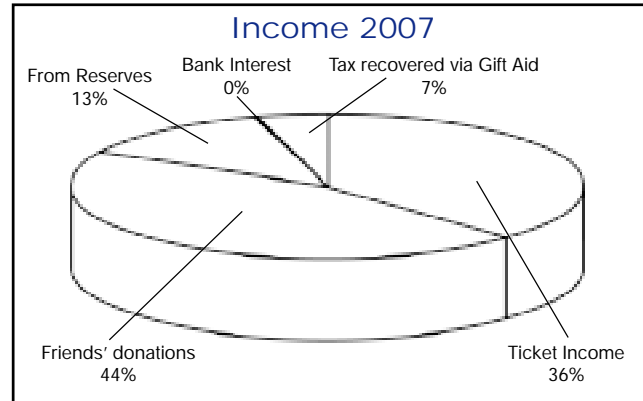 Income 2007
From Reserves
13%
Bank Interest
0%
Tax recovered via Gift Aid
7%
Friends’ donations
44%
Ticket Income
36%